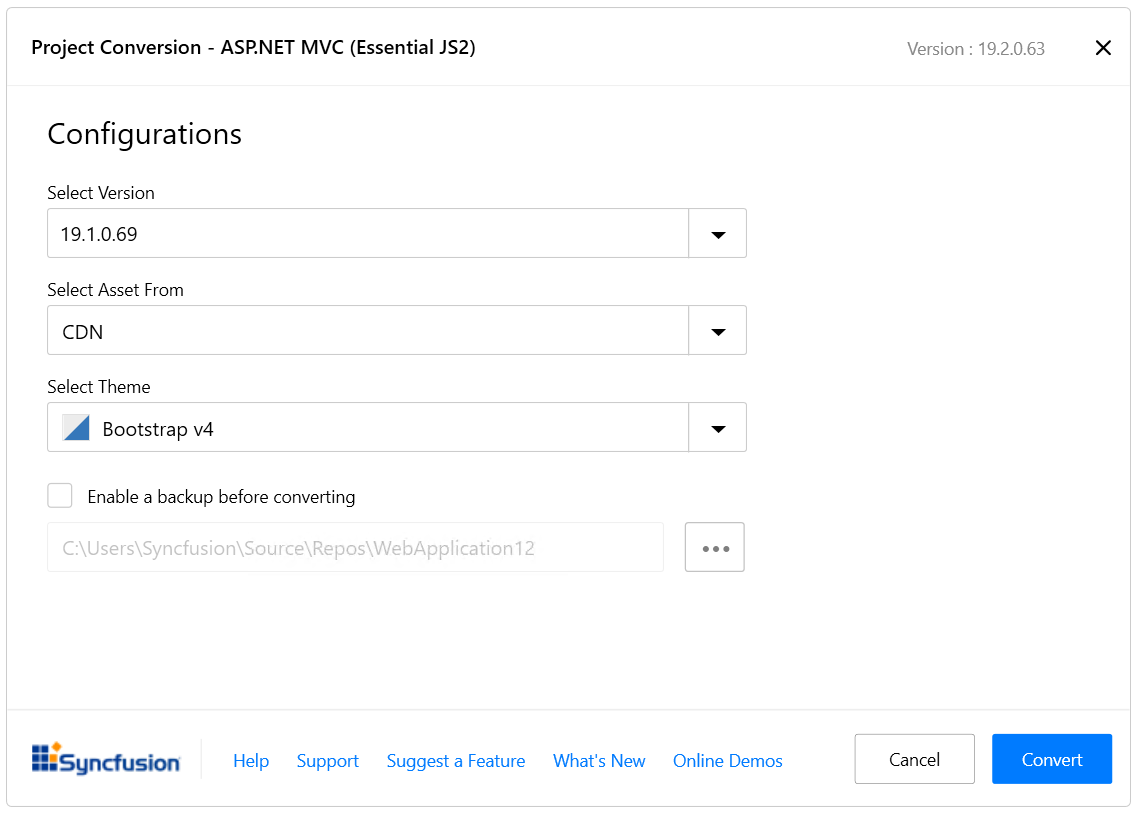 Project Conversion - ASP.NET MVC (Essential JS2)
Version : 19.2.0.63
Configurations
Select Version
19.1.0.69
Select Asset From
CDN
Select Theme
Bootstrap v4
Enable a backup before converting
C:\Users\Syncfusion\Source\Repos\WebApplication12
Syncfusion
Help
Support
Suggest a Feature
What's New
Online Demos
Cancel
Convert